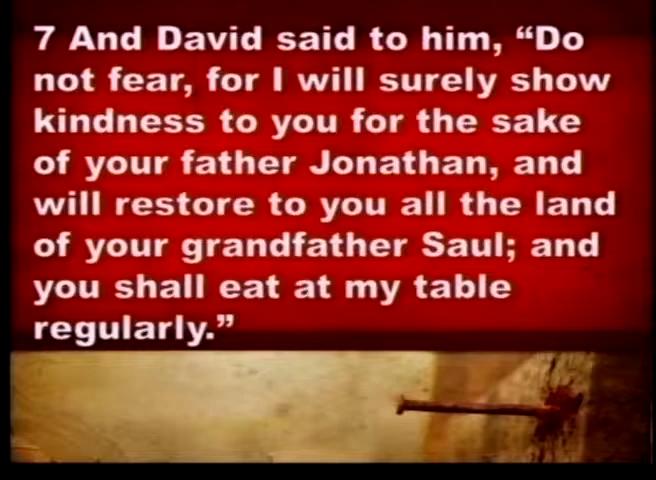 7 And David said to him, “Do
not fear, for I will surely show
kindness to you for the sake
of your father Jonathan, and
will restore to you all the land
of your grandfather Saul; and
you shall eat at my table
regularly.”